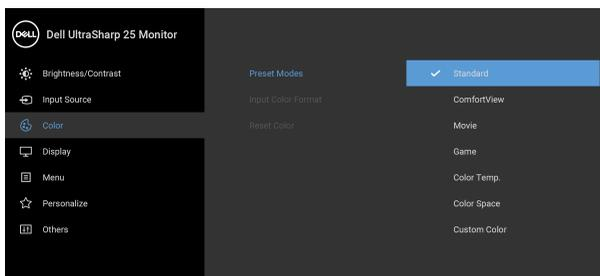 DELL Dell UltraSharp 25 Monitor
Brightness/Contrast
Input Source
Color
Display
Menu
Personalize
Others
Preset Modes
Input Color Format
Reset Color
Standard
ComfortView
Movie
Game
Color Temp.
Color Space
Custom Color